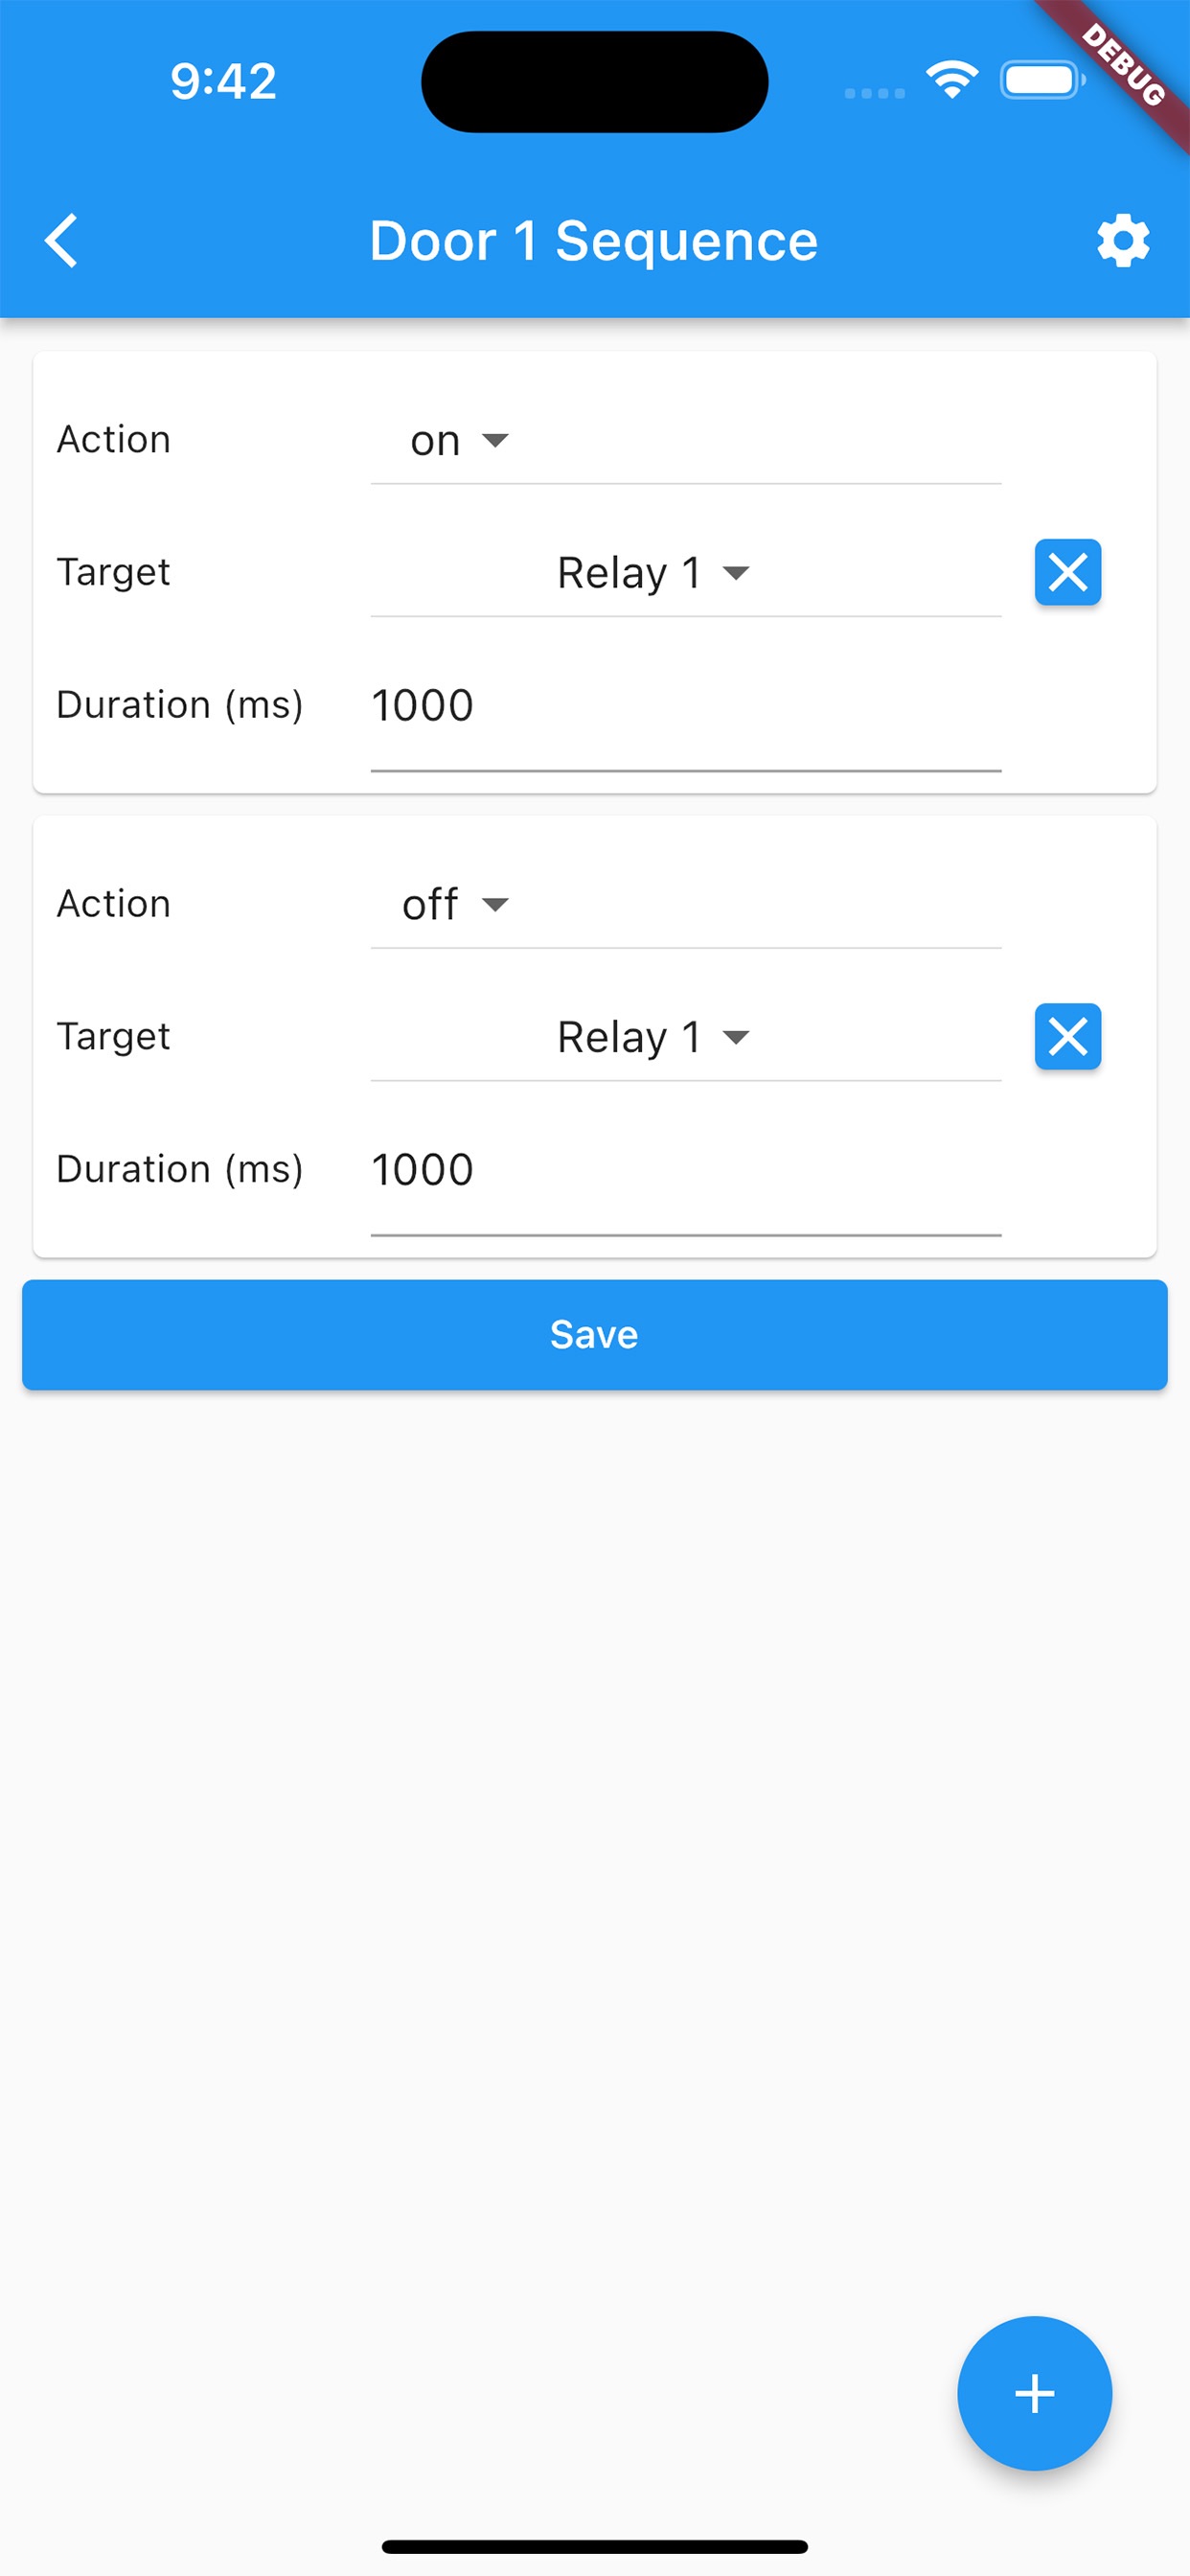 9:42
DEBUG
Door 1 Sequence
Action on
Target Relay 1
Duration (ms) 1000
Action off
Target Relay 1
Duration (ms) 1000
Save